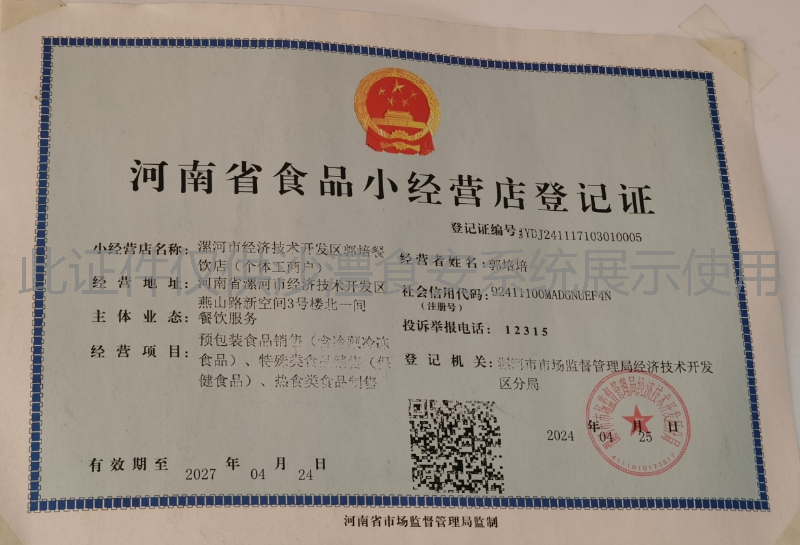 河南省食品小经营店登记证
登记证编号:YDJ241117103010005
小经营店名称: 漯河市经济技术开发区郭培餐
饮店（个体工商户）
经营者姓名: 郭培培
经营地址: 河南省漯河市经济技术开发区
燕山路新空间3号楼北一间
社会信用代码: 92411100MADGNUEF4N
（注册号）
主体业态: 餐饮服务
投诉举报电话: 12315
经营项目: 预包装食品销售（含冷藏冷冻
食品）、特殊类食品销售（保
健食品）、热食类食品制售
登记机关: 漯河市市场监督管理局经济技术开发
区分局
2024 年 04 月 25 日
有效期至 2027 年 04 月 24 日
河南省市场监督管理局监制